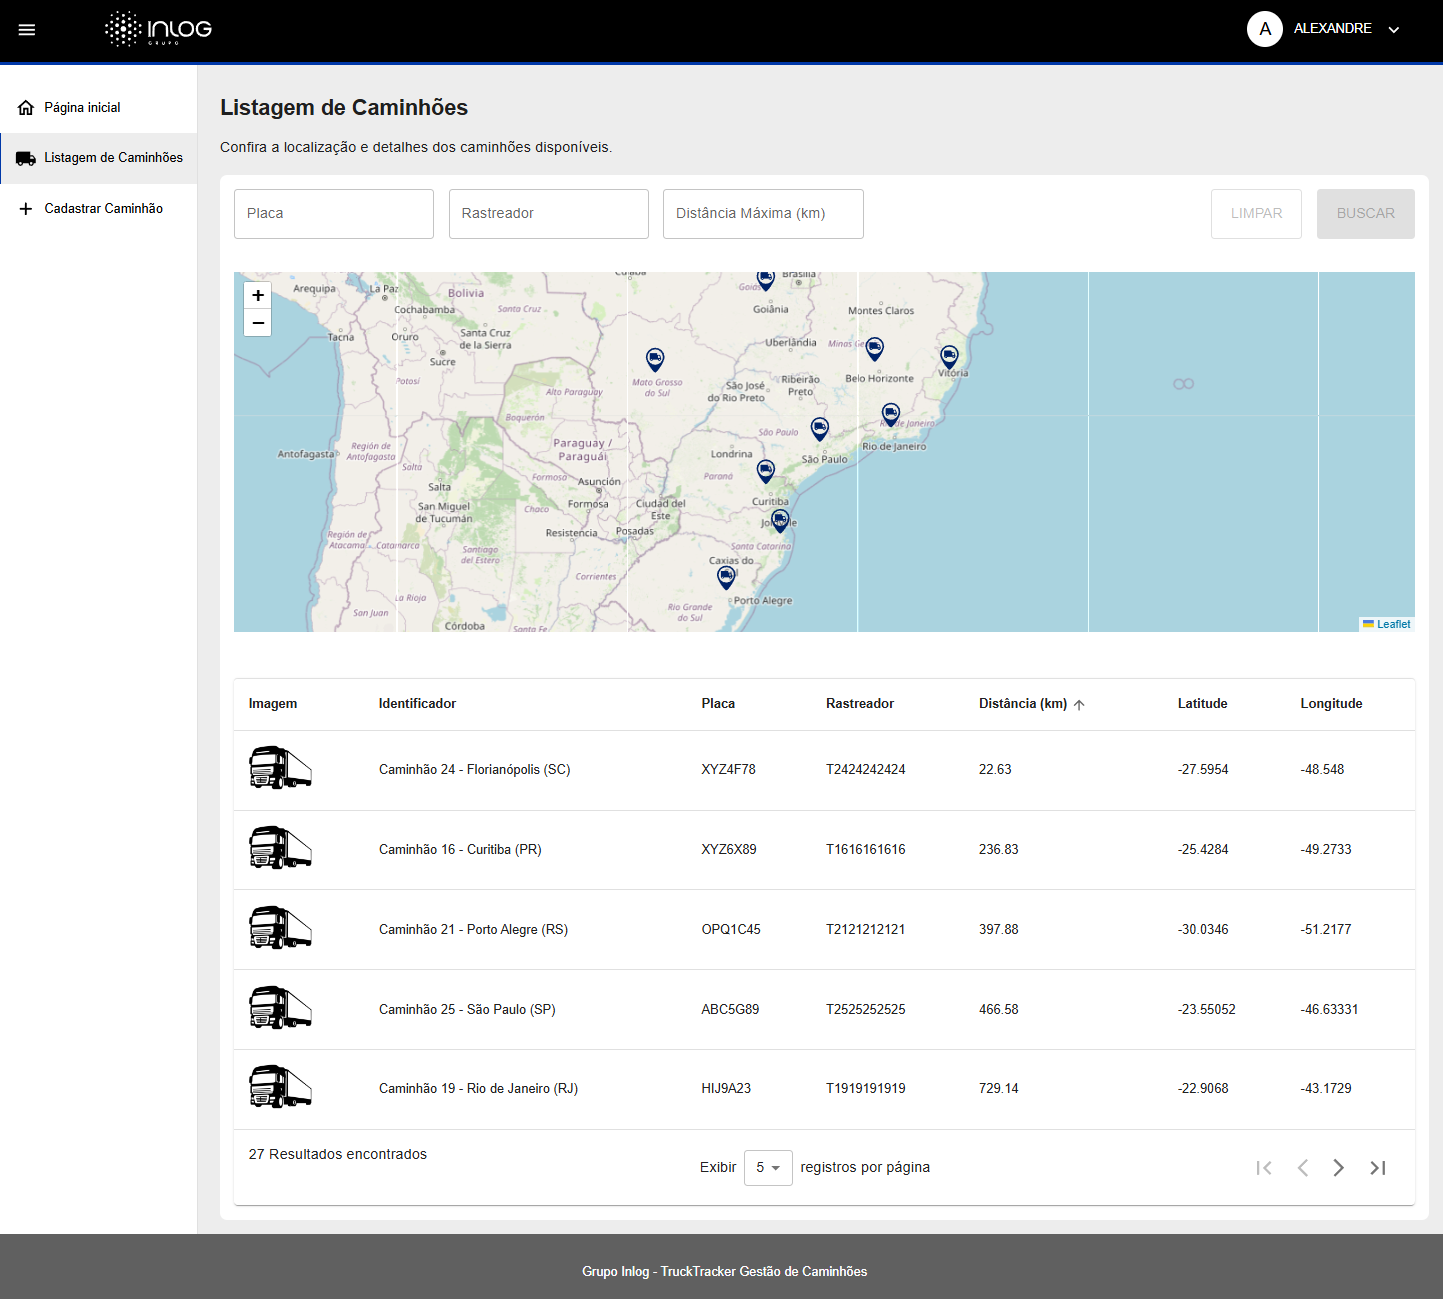 INLOG
GRUPO
A
ALEXANDRE
Página inicial
Listagem de Caminhões
Cadastrar Caminhão
Listagem de Caminhões
Confira a localização e detalhes dos caminhões disponíveis.
Placa
Rastreador
Distância Máxima (km)
LIMPAR
BUSCAR
+
−
Arequipa
La Paz
Bolivia
Cochabamba
Santa Cruz
Tacna
Oruro
Santa Cruz
de la Sierra
Sucre
Potosí
Cuiabá
Goiás
Brasília
Goiânia
Montes Claros
Uberlândia
Minas Ge
Mato Grosso
do Sul
Belo Horizonte
Vitória
São José
do Rio Preto
Ribeirão
Preto
Alto Paraguay
Boquerón
Paraguay /
Paraguái
São Paulo
de Janeiro
Rio de Janeiro
São Paulo
Londrina
Antofagasta
Región de
Antofagasta
Salta
Salta
Formosa
Asunción
Paraná
Curitiba
San Miguel
de Tucumán
Chaco
Formosa
Ciudad del
Este
Resistencia
Posadas
Región de
Atacama
Catamarca
Santiago
del Estero
Santa Catarina
Caxias do
Corrientes
Porto Alegre
La Rioja
San Juan
Córdoba
Santa Fe
Rio Grande
do Sul
Leaflet
Imagem Identificador Placa Rastreador Distância (km) Latitude Longitude
Caminhão 24 - Florianópolis (SC) XYZ4F78 T2424242424 22.63 -27.5954 -48.548
Caminhão 16 - Curitiba (PR) XYZ6X89 T1616161616 236.83 -25.4284 -49.2733
Caminhão 21 - Porto Alegre (RS) OPQ1C45 T2121212121 397.88 -30.0346 -51.2177
Caminhão 25 - São Paulo (SP) ABC5G89 T2525252525 466.58 -23.55052 -46.63331
Caminhão 19 - Rio de Janeiro (RJ) HIJ9A23 T1919191919 729.14 -22.9068 -43.1729
27 Resultados encontrados
Exibir 5 registros por página
Grupo Inlog - TruckTracker Gestão de Caminhões